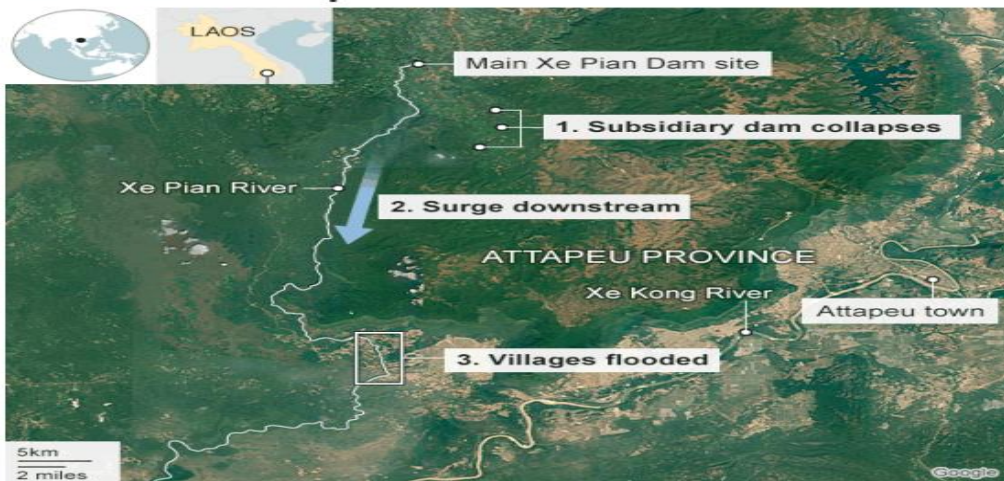 LAOS
Main Xe Pian Dam site
1. Subsidiary dam collapses
Xe Pian River
2. Surge downstream
ATTAPEU PROVINCE
Xe Kong River
Attapeu town
3. Villages flooded
5km
2 miles
Google